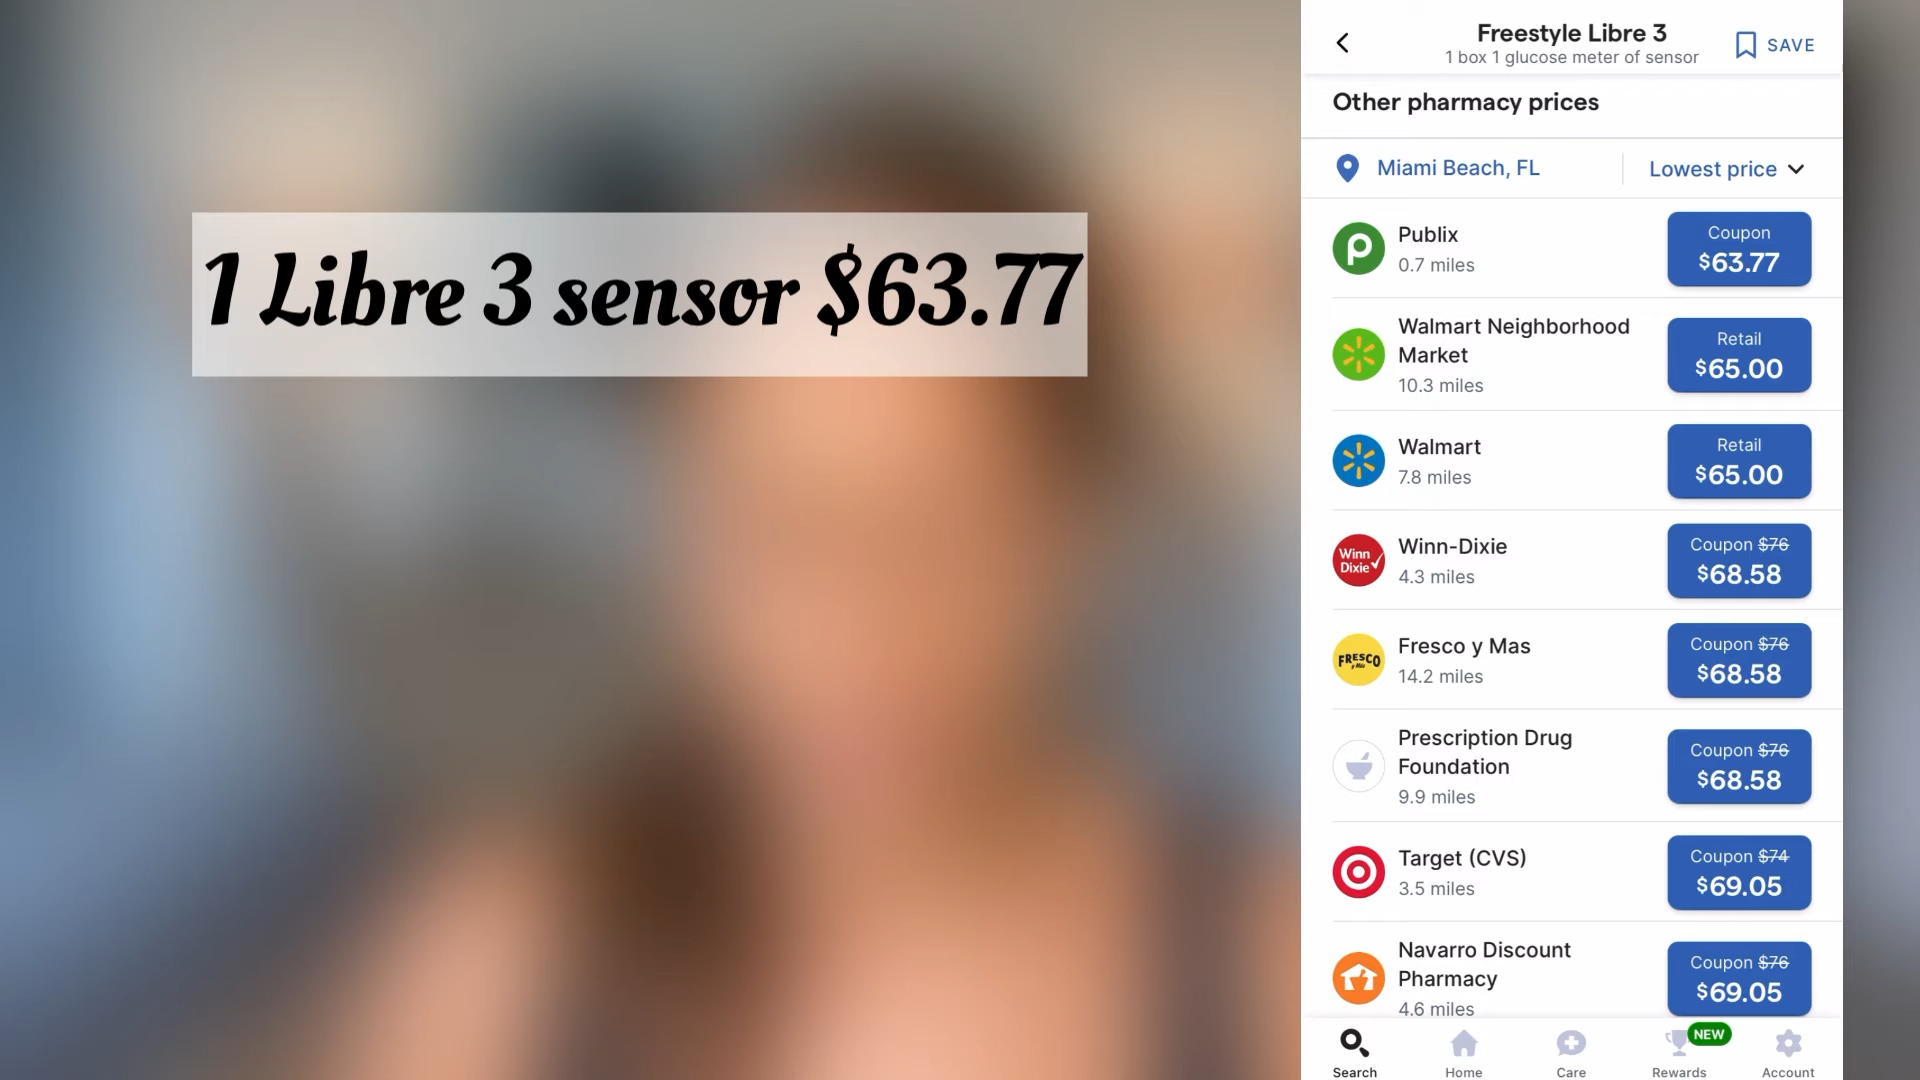 1 Libre 3 sensor $63.77
Freestyle Libre 3
1 box 1 glucose meter of sensor
SAVE
Other pharmacy prices
Miami Beach, FL
Lowest price
Publix
0.7 miles
Coupon
$63.77
Walmart Neighborhood
Market
10.3 miles
Retail
$65.00
Walmart
7.8 miles
Retail
$65.00
Winn
Dixie
Winn-Dixie
4.3 miles
Coupon $76
$68.58
FRESCO
y Más
Fresco y Mas
14.2 miles
Coupon $76
$68.58
Prescription Drug
Foundation
9.9 miles
Coupon $76
$68.58
Target (CVS)
3.5 miles
Coupon $74
$69.05
Navarro Discount
Pharmacy
4.6 miles
Coupon $76
$69.05
Search
Home
Care
NEW
Rewards
Account